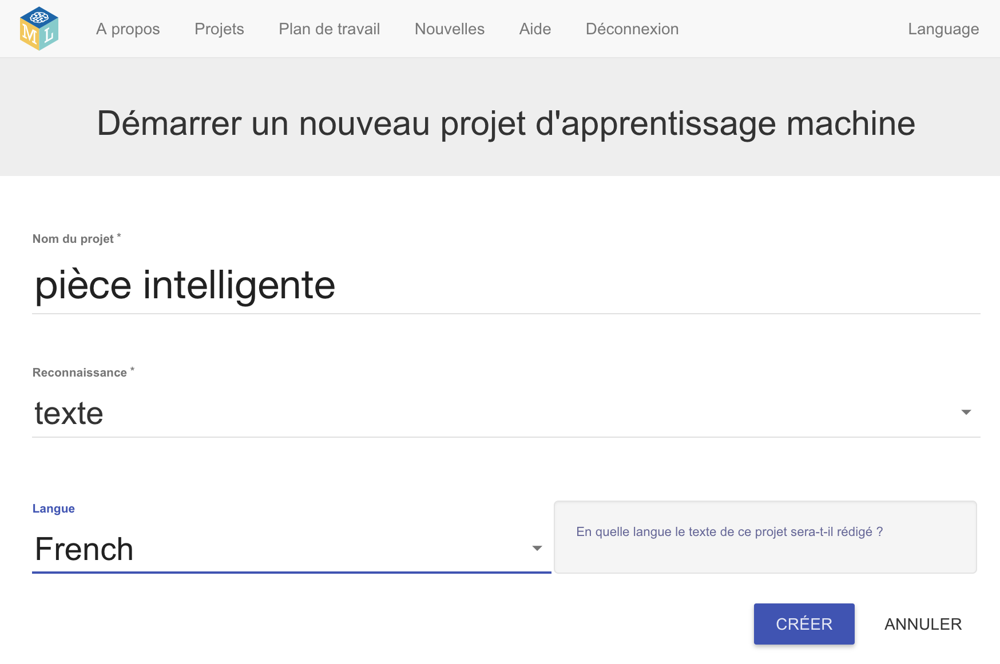 ML
A propos Projets Plan de travail Nouvelles Aide Déconnexion Language
Démarrer un nouveau projet d'apprentissage machine
Nom du projet *
pièce intelligente
Reconnaissance *
texte
Langue
French
En quelle langue le texte de ce projet sera-t-il rédigé ?
CRÉER ANNULER